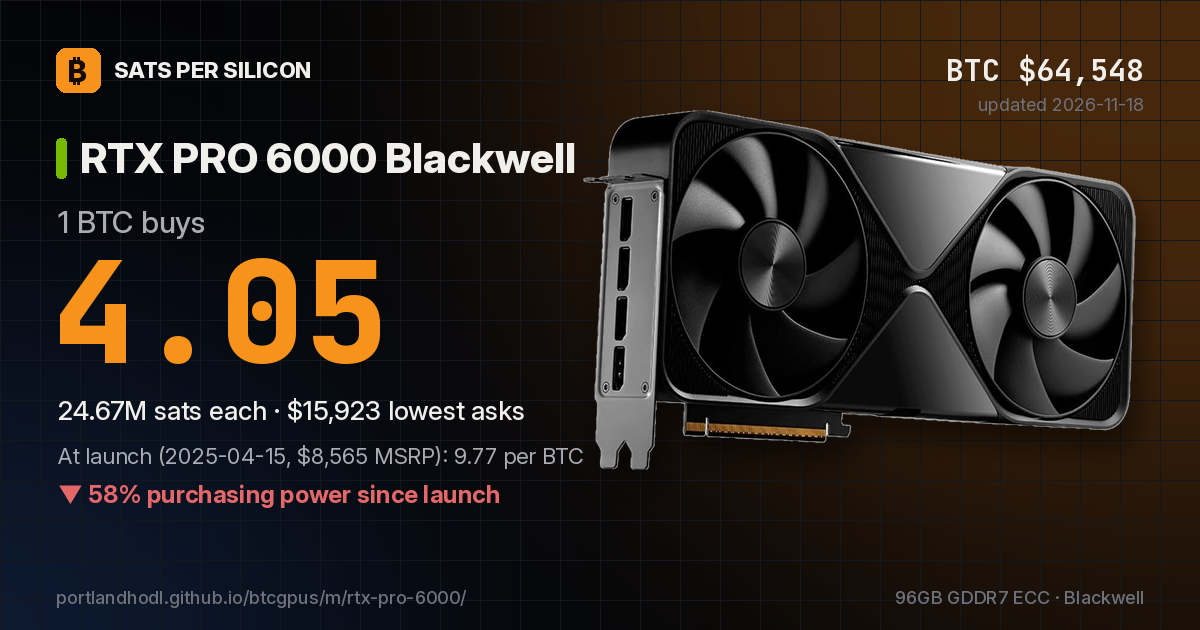 ₿ SATS PER SILICON
BTC $64,548
updated 2026-11-18
RTX PRO 6000 Blackwell
1 BTC buys
4.05
24.67M sats each · $15,923 lowest asks
At launch (2025-04-15, $8,565 MSRP): 9.77 per BTC
▼ 58% purchasing power since launch
portlandhodl.github.io/btcgpus/m/rtx-pro-6000/
96GB GDDR7 ECC · Blackwell